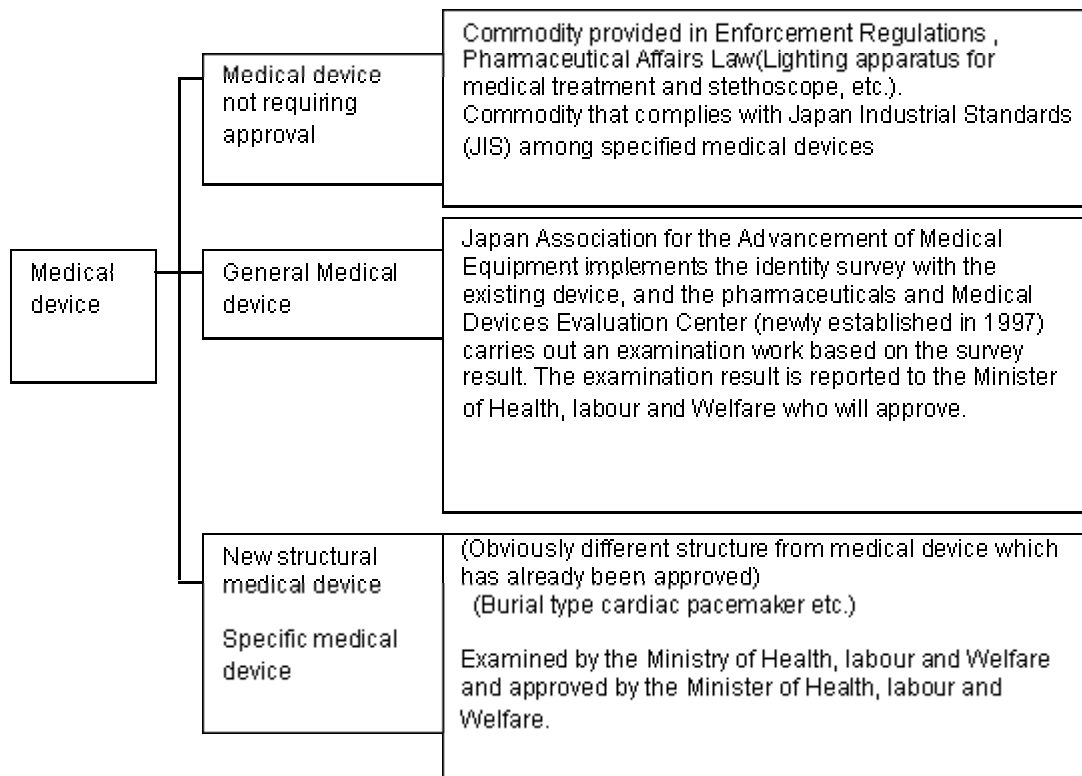 Medical
device
Medical device
not requiring
approval
Commodity provided in Enforcement Regulations ,
Pharmaceutical Affairs Law(Lighting apparatus for
medical treatment and stethoscope, etc.).
Commodity that complies with Japan Industrial Standards
(JIS) among specified medical devices
General Medical
device
Japan Association for the Advancement of Medical
Equipment implements the identity survey with the
existing device, and the pharmaceuticals and Medical
Devices Evaluation Center (newly established in 1997)
carries out an examination work based on the survey
result. The examination result is reported to the Minister
of Health, labour and Welfare who will approve.
New structural
medical device
Specific medical
device
(Obviously different structure from medical device which
has already been approved)
(Burial type cardiac pacemaker etc.)
Examined by the Ministry of Health, labour and Welfare
and approved by the Minister of Health, labour and
Welfare.